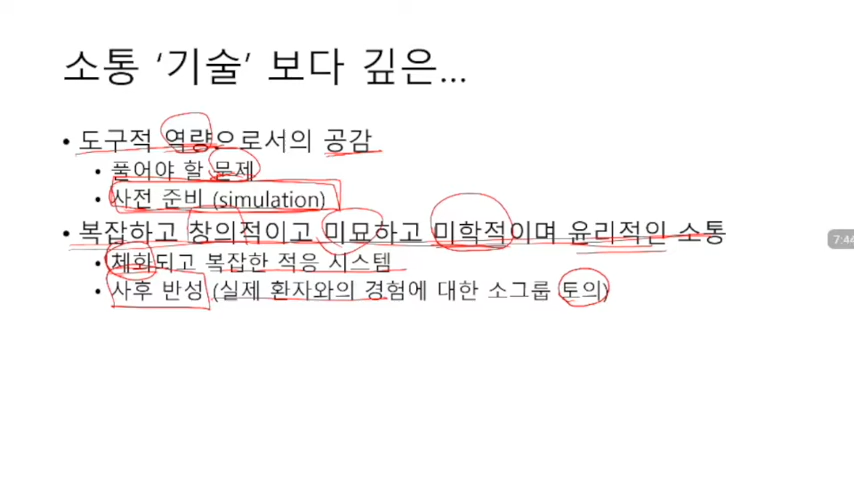 소통 ‘기술’ 보다 깊은...
• 도구적 역량으로서의 공감
• 풀어야 할 문제
• 사전 준비 (simulation)
• 복잡하고 창의적이고 미묘하고 미학적이며 윤리적인 소통
• 체화되고 복잡한 적응 시스템
• 사후 반성 (실제 환자와의 경험에 대한 소그룹 토의)